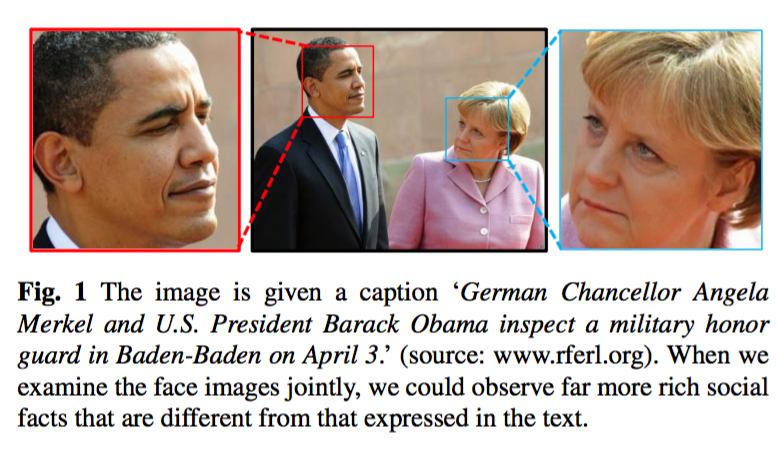 Fig. 1 The image is given a caption ‘German Chancellor Angela
Merkel and U.S. President Barack Obama inspect a military honor
guard in Baden-Baden on April 3.’ (source: www.rferl.org). When we
examine the face images jointly, we could observe far more rich social
facts that are different from that expressed in the text.